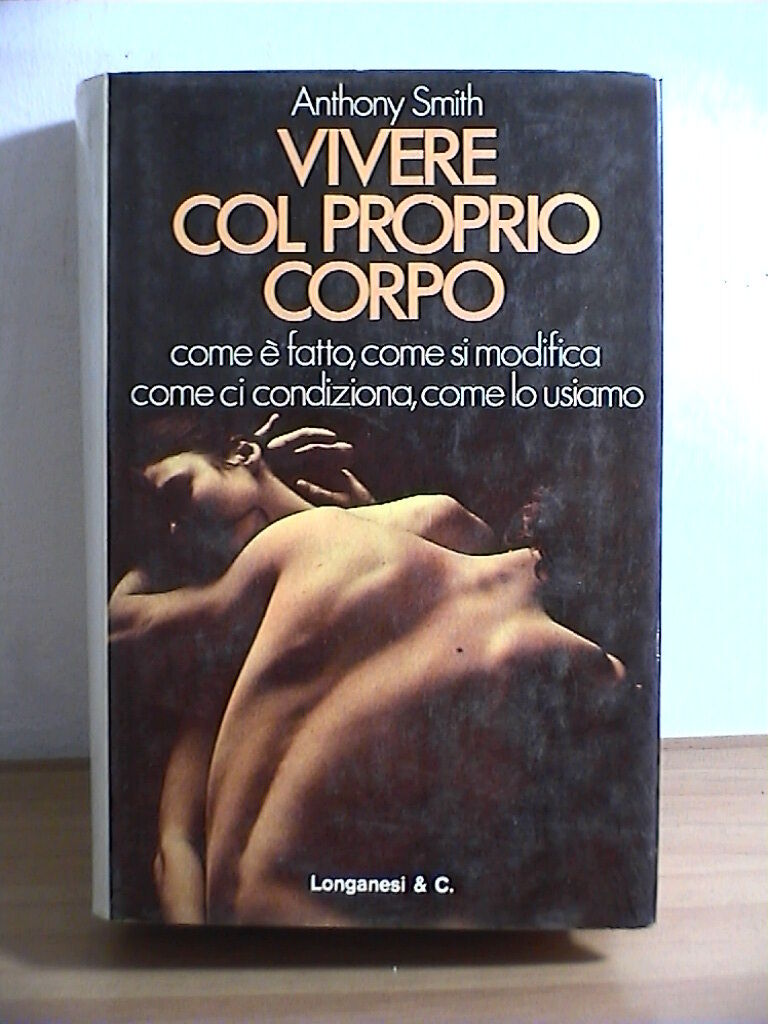 Anthony Smith
VIVERE
COL PROPRIO
CORPO
come è fatto, come si modifica
come ci condiziona, come lo usiamo
Longanesi & C.